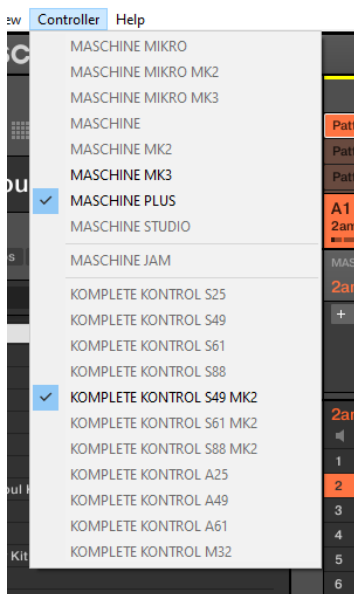 Controller Help
MASCHINE MIKRO
MASCHINE MIKRO MK2
MASCHINE MIKRO MK3
MASCHINE
MASCHINE MK2
MASCHINE MK3
MASCHINE PLUS
MASCHINE STUDIO
MASCHINE JAM
KOMPLETE KONTROL S25
KOMPLETE KONTROL S49
KOMPLETE KONTROL S61
KOMPLETE KONTROL S88
KOMPLETE KONTROL S49 MK2
KOMPLETE KONTROL S61 MK2
KOMPLETE KONTROL S88 MK2
KOMPLETE KONTROL A25
KOMPLETE KONTROL A49
KOMPLETE KONTROL A61
KOMPLETE KONTROL M32
Kit
A1
+
1
2
3
4
5
6